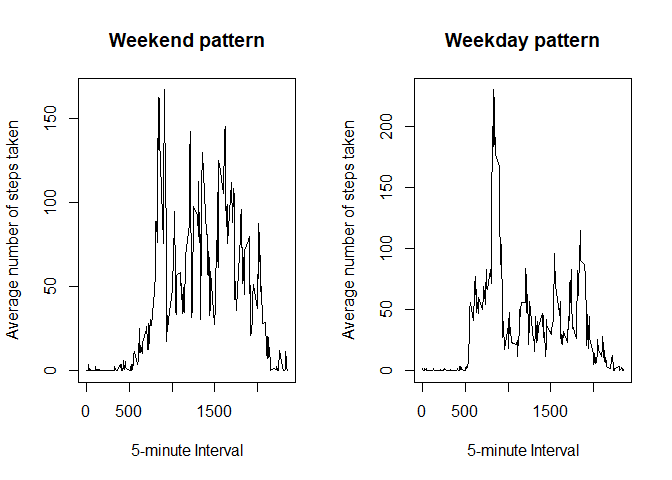 Weekend pattern
Average number of steps taken
0 50 100 150
0 500 1500
5-minute Interval
Weekday pattern
Average number of steps taken
0 50 100 150 200
0 500 1500
5-minute Interval